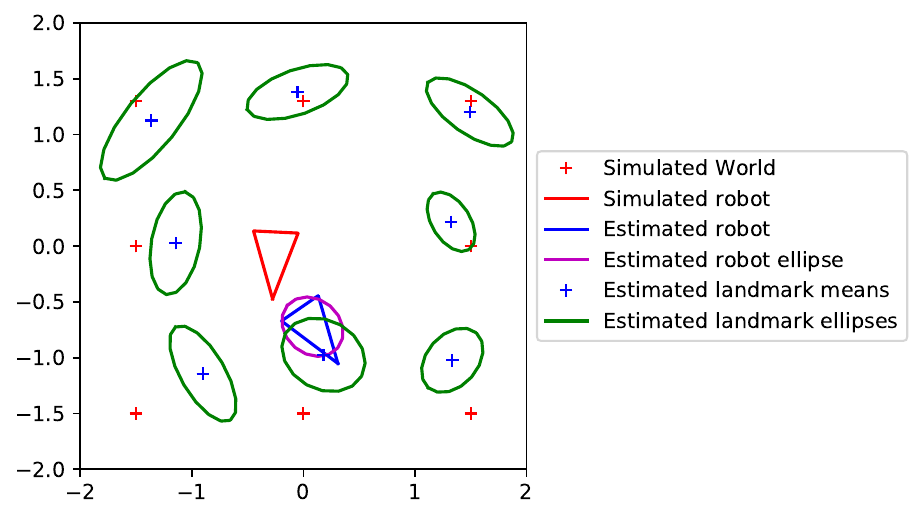 2.0
1.5
1.0
0.5
0.0
−0.5
−1.0
−1.5
−2.0
−2
−1
0
1
2
Simulated World
Simulated robot
Estimated robot
Estimated robot ellipse
Estimated landmark means
Estimated landmark ellipses